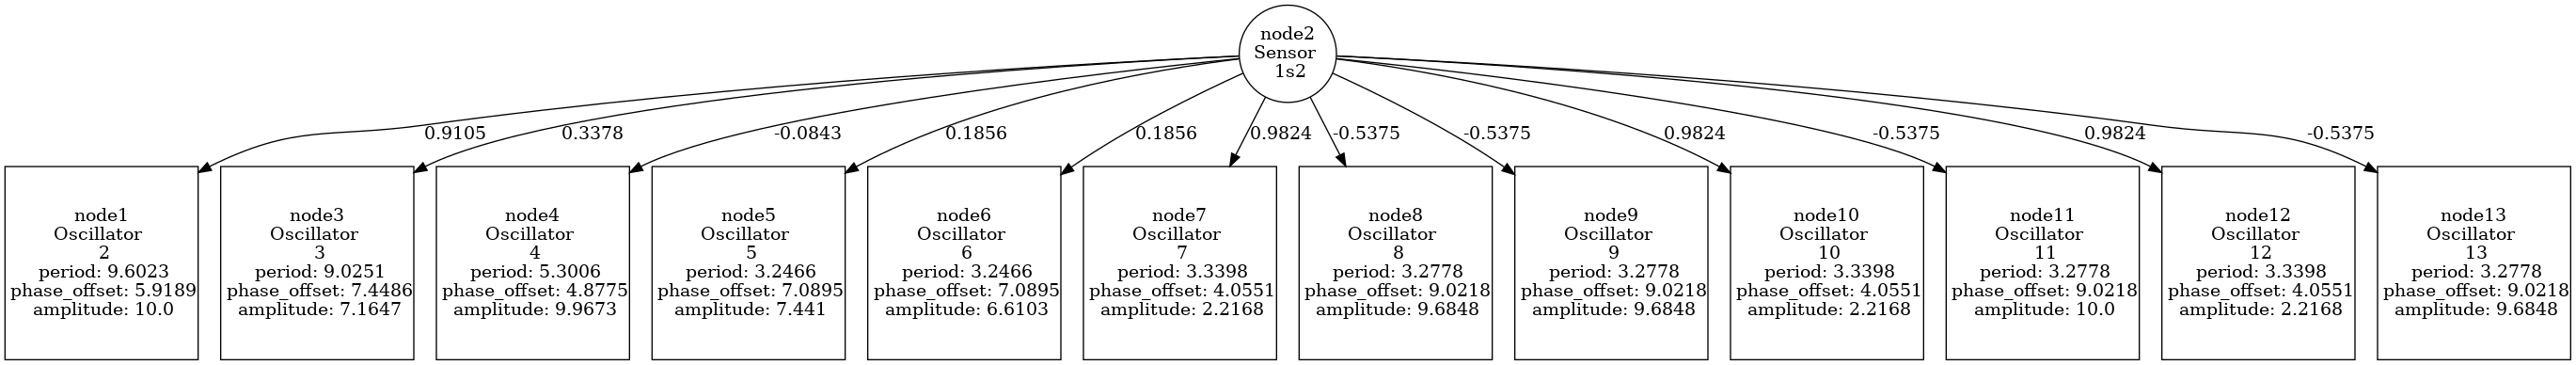 node2
Sensor
1s2
0.9105
0.3378
-0.0843
0.1856
0.1856
0.9824
-0.5375
-0.5375
0.9824
-0.5375
0.9824
-0.5375
node1
Oscillator
2
period: 9.6023
phase_offset: 5.9189
amplitude: 10.0
node3
Oscillator
3
period: 9.0251
phase_offset: 7.4486
amplitude: 7.1647
node4
Oscillator
4
period: 5.3006
phase_offset: 4.8775
amplitude: 9.9673
node5
Oscillator
5
period: 3.2466
phase_offset: 7.0895
amplitude: 7.441
node6
Oscillator
6
period: 3.2466
phase_offset: 7.0895
amplitude: 6.6103
node7
Oscillator
7
period: 3.3398
phase_offset: 4.0551
amplitude: 2.2168
node8
Oscillator
8
period: 3.2778
phase_offset: 9.0218
amplitude: 9.6848
node9
Oscillator
9
period: 3.2778
phase_offset: 9.0218
amplitude: 9.6848
node10
Oscillator
10
period: 3.3398
phase_offset: 4.0551
amplitude: 2.2168
node11
Oscillator
11
period: 3.2778
phase_offset: 9.0218
amplitude: 10.0
node12
Oscillator
12
period: 3.3398
phase_offset: 4.0551
amplitude: 2.2168
node13
Oscillator
13
period: 3.2778
phase_offset: 9.0218
amplitude: 9.6848